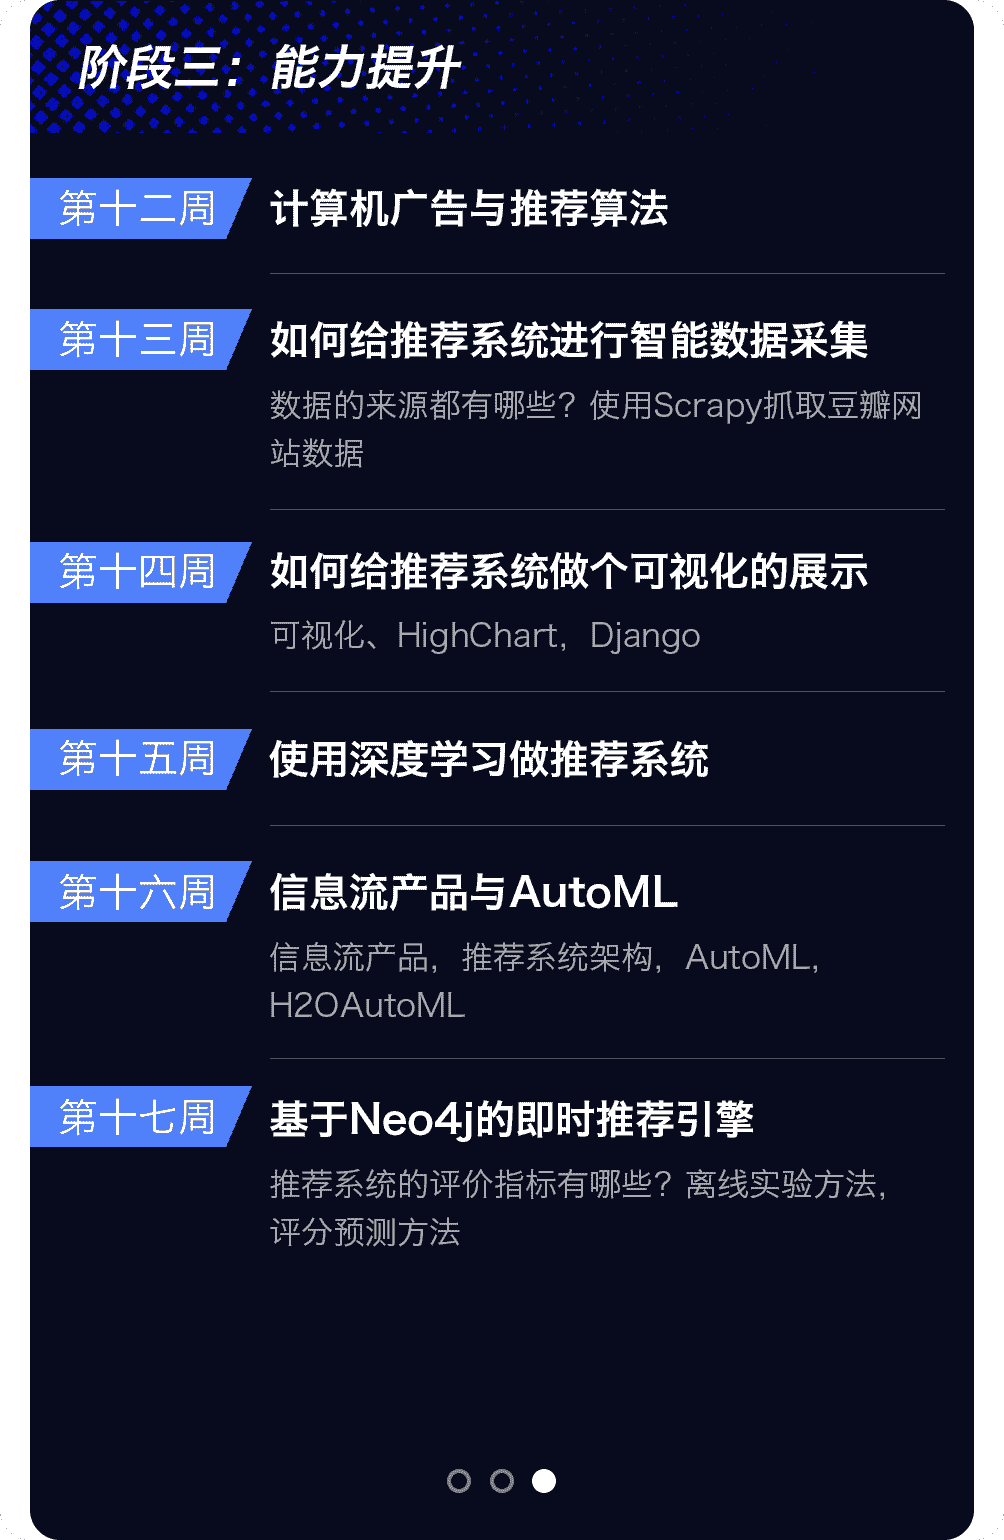 阶段三：能力提升
第十二周
计算机广告与推荐算法
第十三周
如何给推荐系统进行智能数据采集
数据的来源都有哪些？使用Scrapy抓取豆瓣网
站数据
第十四周
如何给推荐系统做个可视化的展示
可视化、HighChart，Django
第十五周
使用深度学习做推荐系统
第十六周
信息流产品与AutoML
信息流产品，推荐系统架构，AutoML，
H2OAutoML
第十七周
基于Neo4j的即时推荐引擎
推荐系统的评价指标有哪些？离线实验方法，
评分预测方法